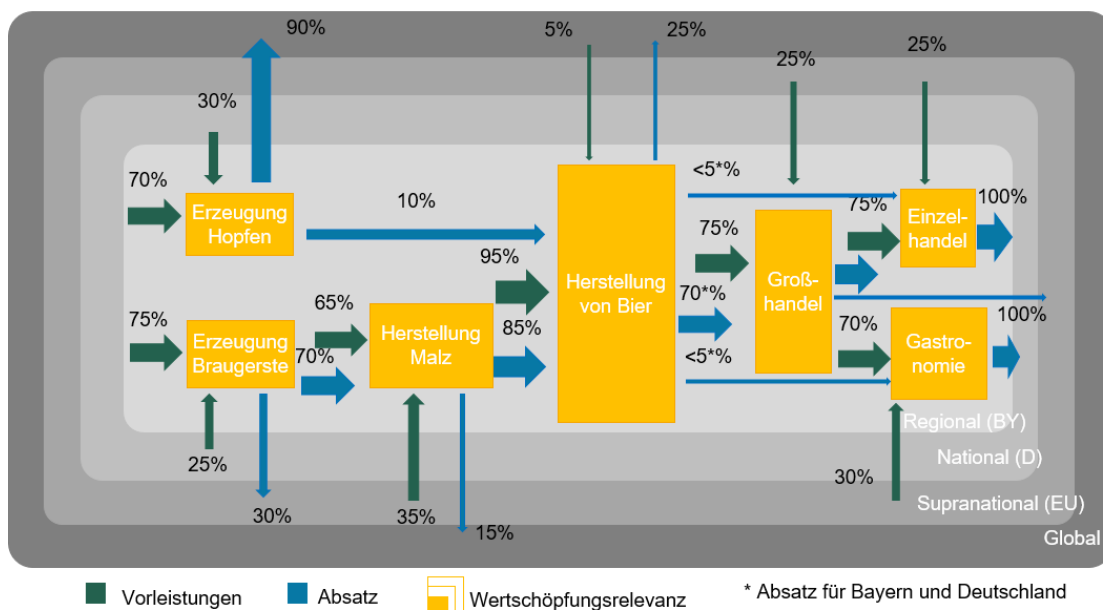 90%
5%
25%
25%
25%
30%
70%
Erzeugung
Hopfen
10%
<5*%
75%
100%
Einzel-
handel
95%
75%
Herstellung
von Bier
Groß-
handel
70*%
75%
Erzeugung
Braugerste
65%
70%
Herstellung
Malz
85%
<5*%
70%
100%
Gastro-
nomie
Regional (BY)
25%
National (D)
30%
35%
15%
30%
Supranational (EU)
Global
Vorleistungen
Absatz
Wertschöpfungsrelevanz
* Absatz für Bayern und Deutschland